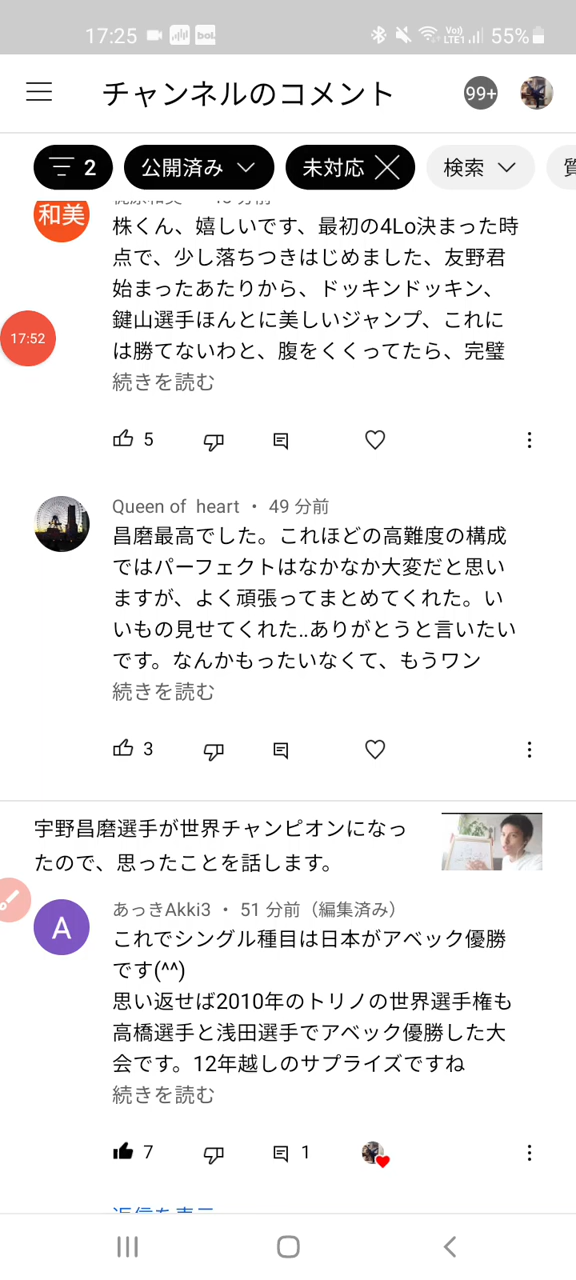 17:25
Vo)) LTE1 55%
チャンネルのコメント
99+
2 公開済み 未対応 検索
和美
株くん、嬉しいです、最初の4Lo決まった時
点で、少し落ちつきはじめました、友野君
始まったあたりから、ドッキンドッキン、
鍵山選手ほんとに美しいジャンプ、これに
17:52
は勝てないわと、腹をくくってたら、完璧
続きを読む
5
Queen of heart • 49 分前
昌磨最高でした。これほどの高難度の構成
ではパーフェクトはなかなか大変だと思い
ますが、よく頑張ってまとめてくれた。い
いもの見せてくれた..ありがとうと言いたい
です。なんかもったいなくて、もうワン
続きを読む
3
宇野昌磨選手が世界チャンピオンになっ
たので、思ったことを話します。
あっきAkki3 • 51 分前（編集済み）
A
これでシングル種目は日本がアベック優勝
です(^^)
思い返せば2010年のトリノの世界選手権も
高橋選手と浅田選手でアベック優勝した大
会です。12年越しのサプライズですね
続きを読む
7 1